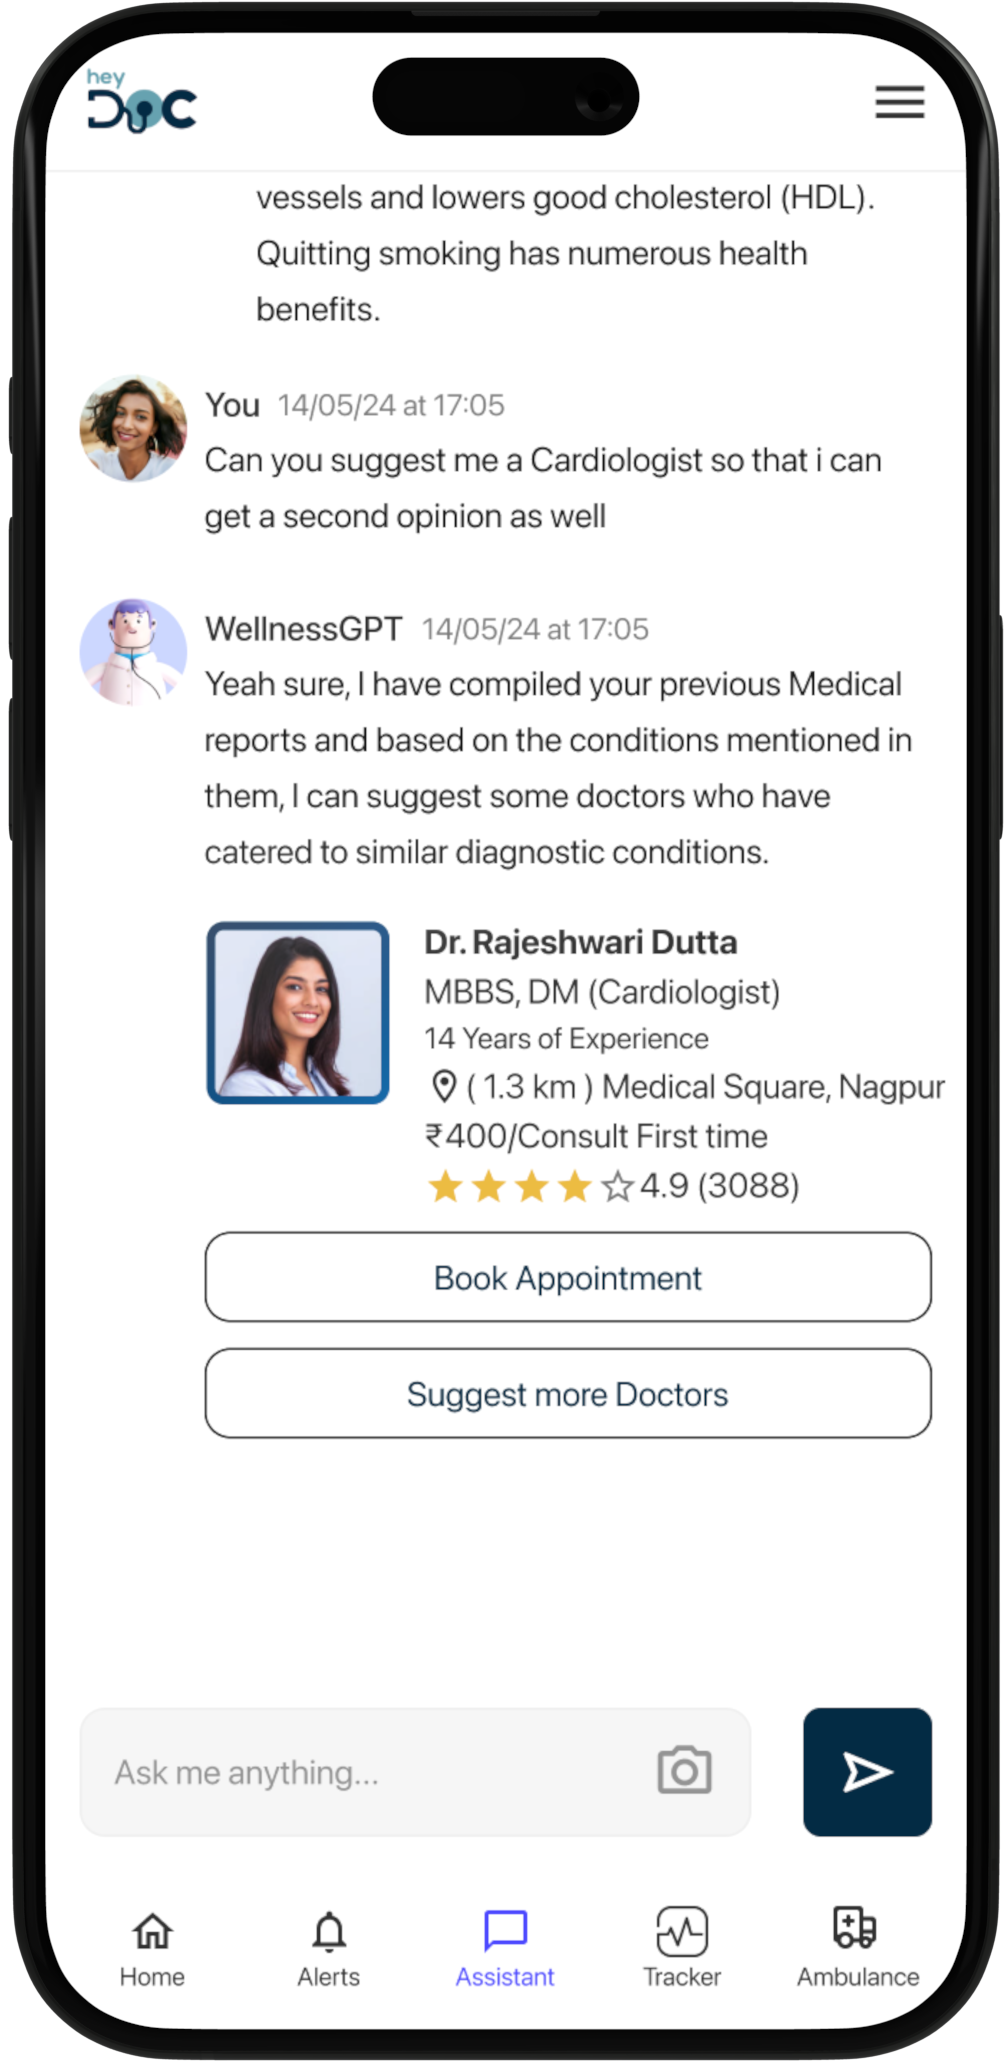 hey
DOC
vessels and lowers good cholesterol (HDL).
Quitting smoking has numerous health
benefits.
You 14/05/24 at 17:05
Can you suggest me a Cardiologist so that i can
get a second opinion as well
WellnessGPT 14/05/24 at 17:05
Yeah sure, I have compiled your previous Medical
reports and based on the conditions mentioned in
them, I can suggest some doctors who have
catered to similar diagnostic conditions.
Dr. Rajeshwari Dutta
MBBS, DM (Cardiologist)
14 Years of Experience
( 1.3 km ) Medical Square, Nagpur
₹400/Consult First time
4.9 (3088)
Book Appointment
Suggest more Doctors
Ask me anything...
Home Alerts Assistant Tracker Ambulance